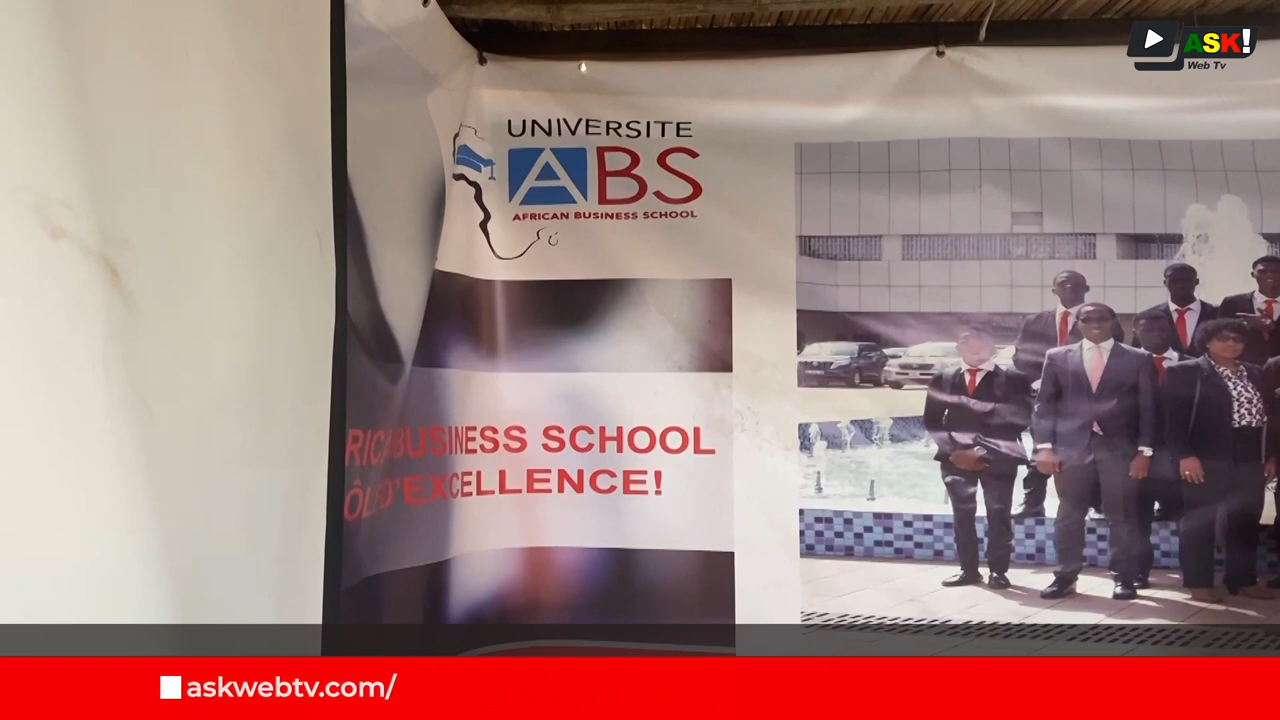 ASK!
Web Tv
UNIVERSITE
ABS
AFRICAN BUSINESS SCHOOL
BUSINESS SCHOOL
D'EXCELLENCE!
askwebtv.com/